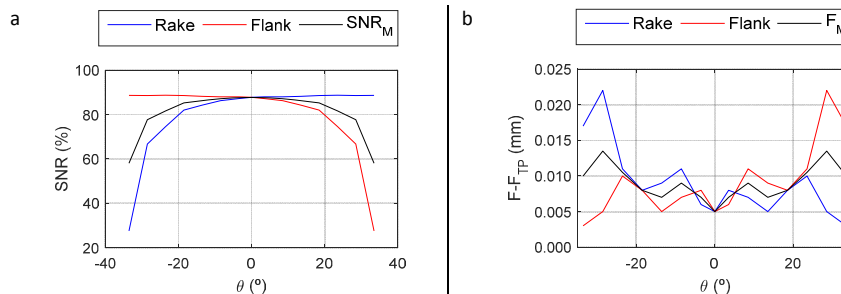 a
Rake Flank SNR_M
100
80
60
40
20
SNR (%)
-40 -20 0 20 40
θ (º)
b
Rake Flank F_M
0.025
0.020
0.015
0.010
0.005
0.000
F-F_TP (mm)
-20 0 20
θ (º)